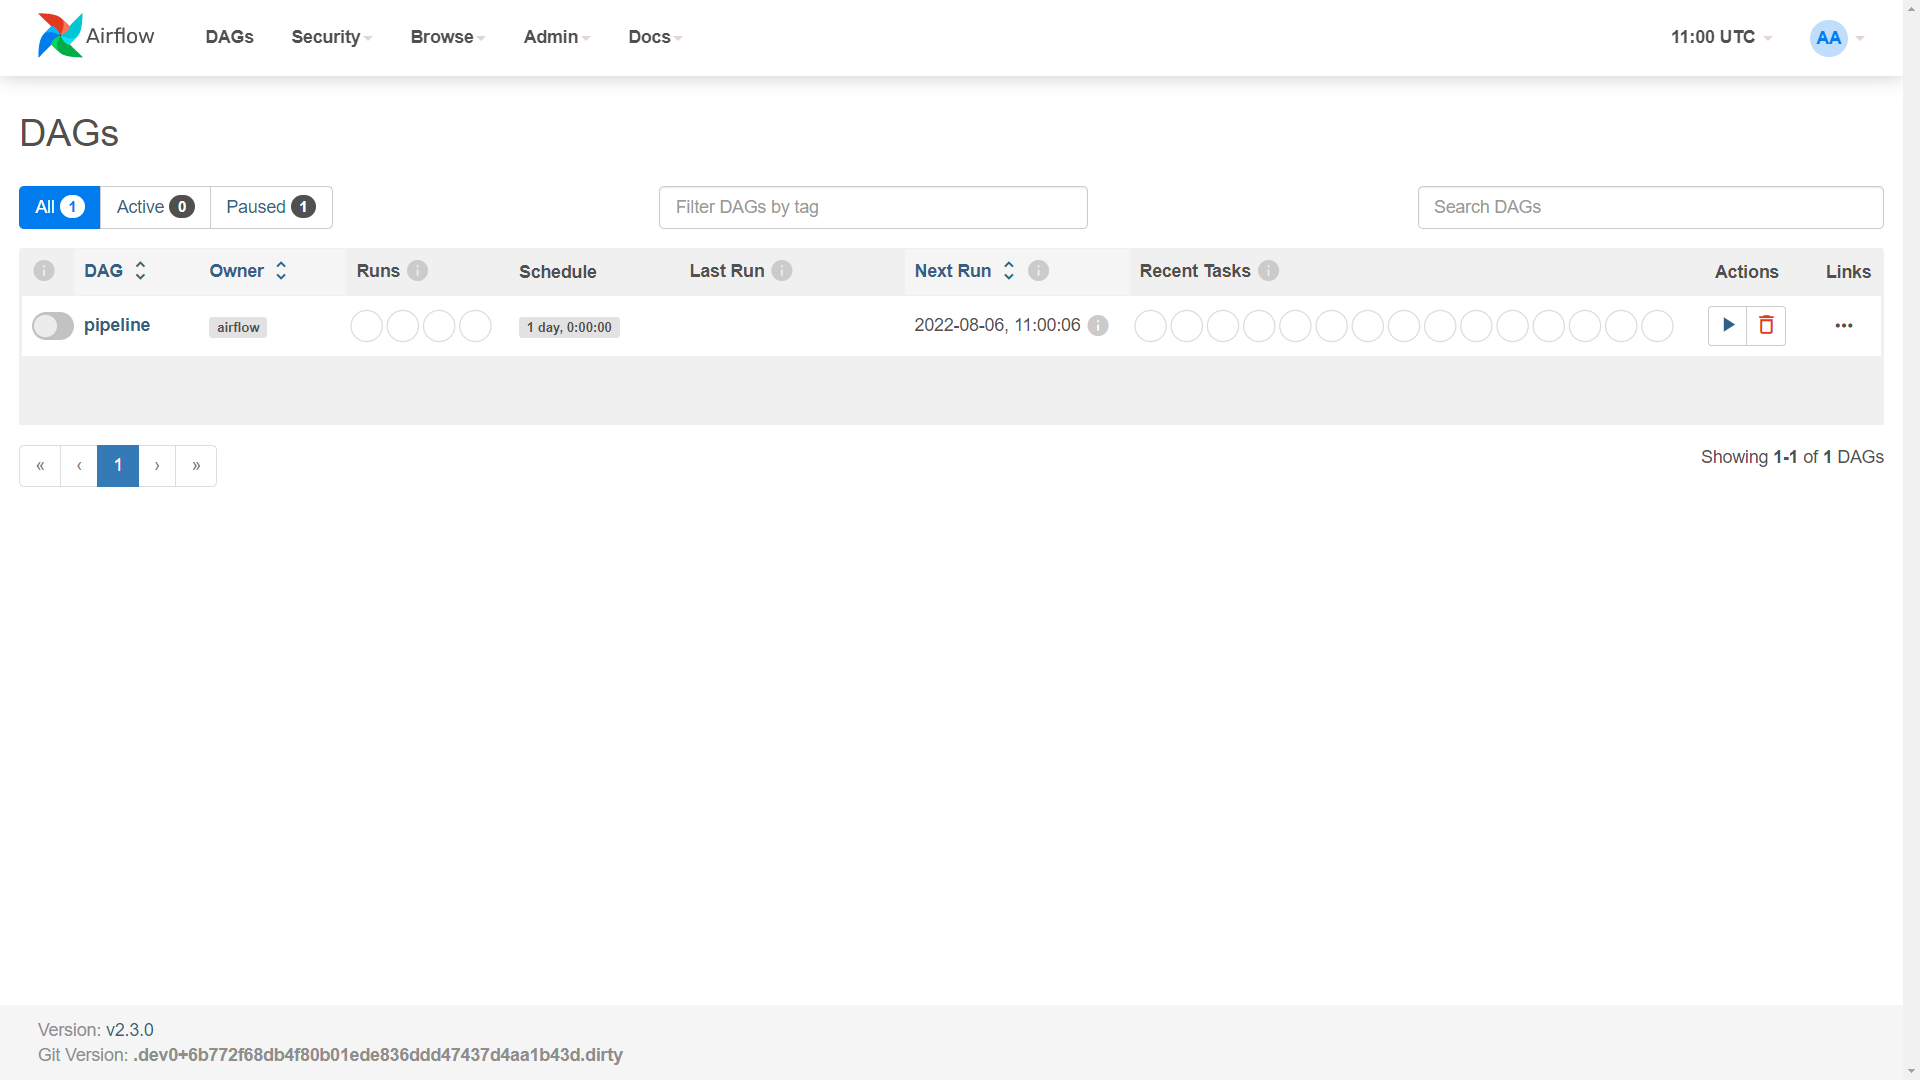 Airflow DAGs Security Browse Admin Docs 11:00 UTC AA
DAGs
All 1 Active 0 Paused 1 Filter DAGs by tag Search DAGs
DAG Owner Runs Schedule Last Run Next Run Recent Tasks Actions Links
pipeline airflow 1 day, 0:00:00 2022-08-06, 11:00:06
« ‹ 1 › » Showing 1-1 of 1 DAGs
Version: v2.3.0
Git Version: .dev0+6b772f68db4f80b01ede836ddd47437d4aa1b43d.dirty